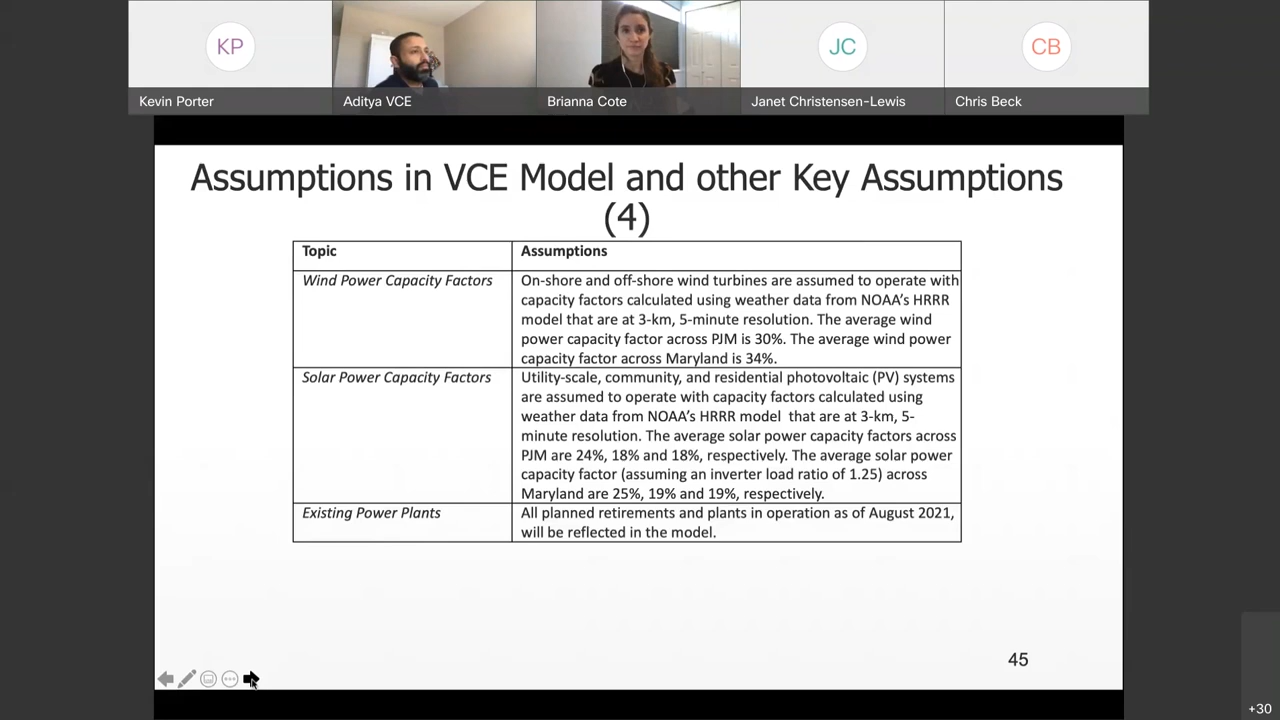 KP
JC
CB
Kevin Porter
Aditya VCE
Brianna Cote
Janet Christensen-Lewis
Chris Beck
Assumptions in VCE Model and other Key Assumptions
(4)
Topic
Assumptions
Wind Power Capacity Factors
On-shore and off-shore wind turbines are assumed to operate with
capacity factors calculated using weather data from NOAA's HRRR
model that are at 3-km, 5-minute resolution. The average wind
power capacity factor across PJM is 30%. The average wind power
capacity factor across Maryland is 34%.
Solar Power Capacity Factors
Utility-scale, community, and residential photovoltaic (PV) systems
are assumed to operate with capacity factors calculated using
weather data from NOAA's HRRR model that are at 3-km, 5-
minute resolution. The average solar power capacity factors across
PJM are 24%, 18% and 18%, respectively. The average solar power
capacity factor (assuming an inverter load ratio of 1.25) across
Maryland are 25%, 19% and 19%, respectively.
Existing Power Plants
All planned retirements and plants in operation as of August 2021,
will be reflected in the model.
45
+30